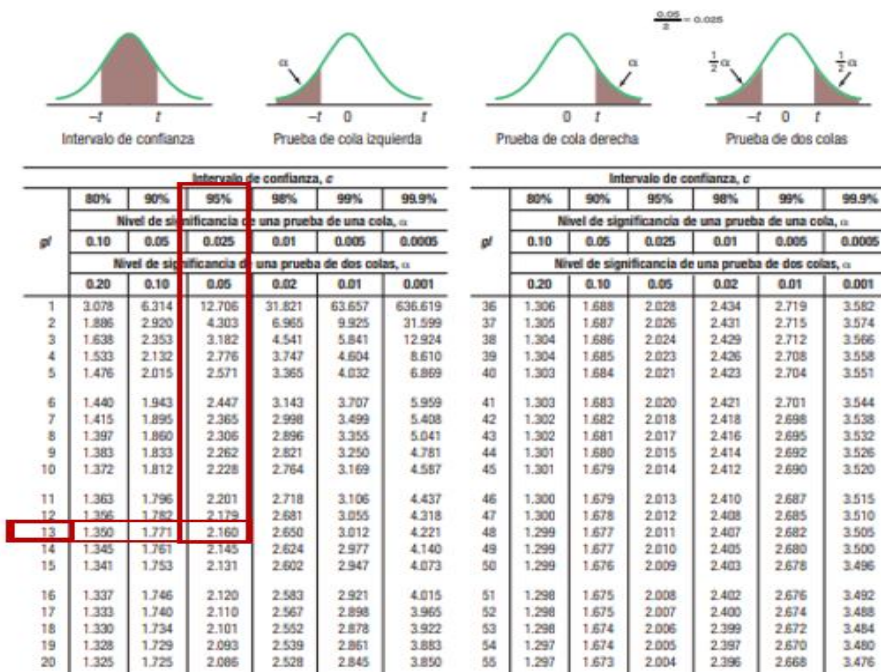 0.05
2 = 0.025
α
α
1
2 α
1
2 α
−t t
−t 0 t
0 t
−t 0 t
Intervalo de confianza
Prueba de cola izquierda
Prueba de cola derecha
Prueba de dos colas
Intervalo de confianza, c
80% 90% 95% 98% 99% 99.9%
Nivel de significancia de una prueba de una cola, α
gl 0.10 0.05 0.025 0.01 0.005 0.0005
Nivel de significancia de una prueba de dos colas, α
0.20 0.10 0.05 0.02 0.01 0.001
1 3.078 6.314 12.706 31.821 63.657 636.619
2 1.886 2.920 4.303 6.965 9.925 31.599
3 1.638 2.353 3.182 4.541 5.841 12.924
4 1.533 2.132 2.776 3.747 4.604 8.610
5 1.476 2.015 2.571 3.365 4.032 6.869
6 1.440 1.943 2.447 3.143 3.707 5.959
7 1.415 1.895 2.365 2.998 3.499 5.408
8 1.397 1.860 2.306 2.896 3.355 5.041
9 1.383 1.833 2.262 2.821 3.250 4.781
10 1.372 1.812 2.228 2.764 3.169 4.587
11 1.363 1.796 2.201 2.718 3.106 4.437
12 1.356 1.782 2.179 2.681 3.055 4.318
13 1.350 1.771 2.160 2.650 3.012 4.221
14 1.345 1.761 2.145 2.624 2.977 4.140
15 1.341 1.753 2.131 2.602 2.947 4.073
16 1.337 1.746 2.120 2.583 2.921 4.015
17 1.333 1.740 2.110 2.567 2.898 3.965
18 1.330 1.734 2.101 2.552 2.878 3.922
19 1.328 1.729 2.093 2.539 2.861 3.883
20 1.325 1.725 2.086 2.528 2.845 3.850
Intervalo de confianza, c
80% 90% 95% 98% 99% 99.9%
Nivel de significancia de una prueba de una cola, α
gl 0.10 0.05 0.025 0.01 0.005 0.0005
Nivel de significancia de una prueba de dos colas, α
0.20 0.10 0.05 0.02 0.01 0.001
36 1.306 1.688 2.028 2.434 2.719 3.582
37 1.305 1.687 2.026 2.431 2.715 3.574
38 1.304 1.686 2.024 2.429 2.712 3.566
39 1.304 1.685 2.023 2.426 2.708 3.558
40 1.303 1.684 2.021 2.423 2.704 3.551
41 1.303 1.683 2.020 2.421 2.701 3.544
42 1.302 1.682 2.018 2.418 2.698 3.538
43 1.302 1.681 2.017 2.416 2.695 3.532
44 1.301 1.680 2.015 2.414 2.692 3.526
45 1.301 1.679 2.014 2.412 2.690 3.520
46 1.300 1.679 2.013 2.410 2.687 3.515
47 1.300 1.678 2.012 2.408 2.685 3.510
48 1.299 1.677 2.011 2.407 2.682 3.505
49 1.299 1.677 2.010 2.405 2.680 3.500
50 1.299 1.676 2.009 2.403 2.678 3.496
51 1.298 1.675 2.008 2.402 2.676 3.492
52 1.298 1.675 2.007 2.400 2.674 3.488
53 1.298 1.674 2.006 2.399 2.672 3.484
54 1.297 1.674 2.005 2.397 2.670 3.480
55 1.297 1.673 2.004 2.396 2.668 3.476